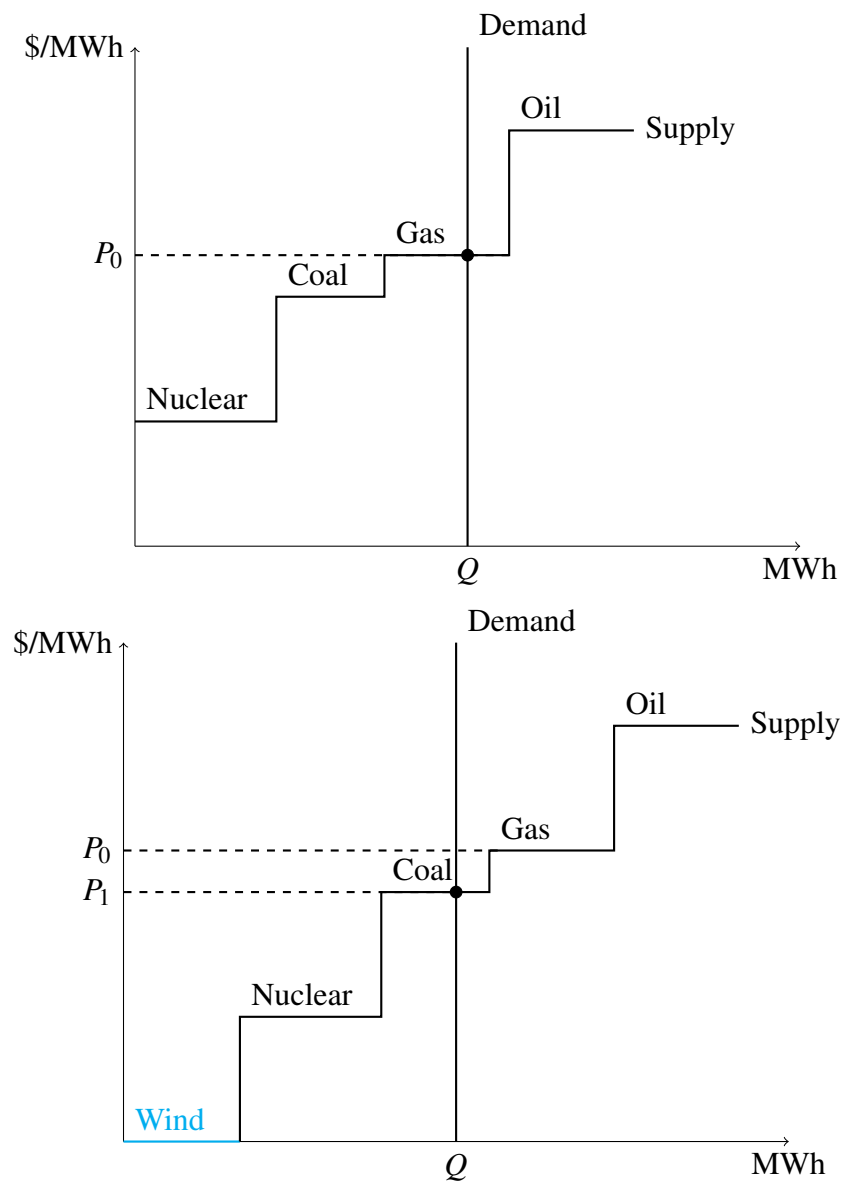 Demand
$/MWh
Oil
Supply
Gas
P0
Coal
Nuclear
Q
MWh
Demand
$/MWh
Oil
Supply
Gas
P0
Coal
P1
Nuclear
Wind
Q
MWh